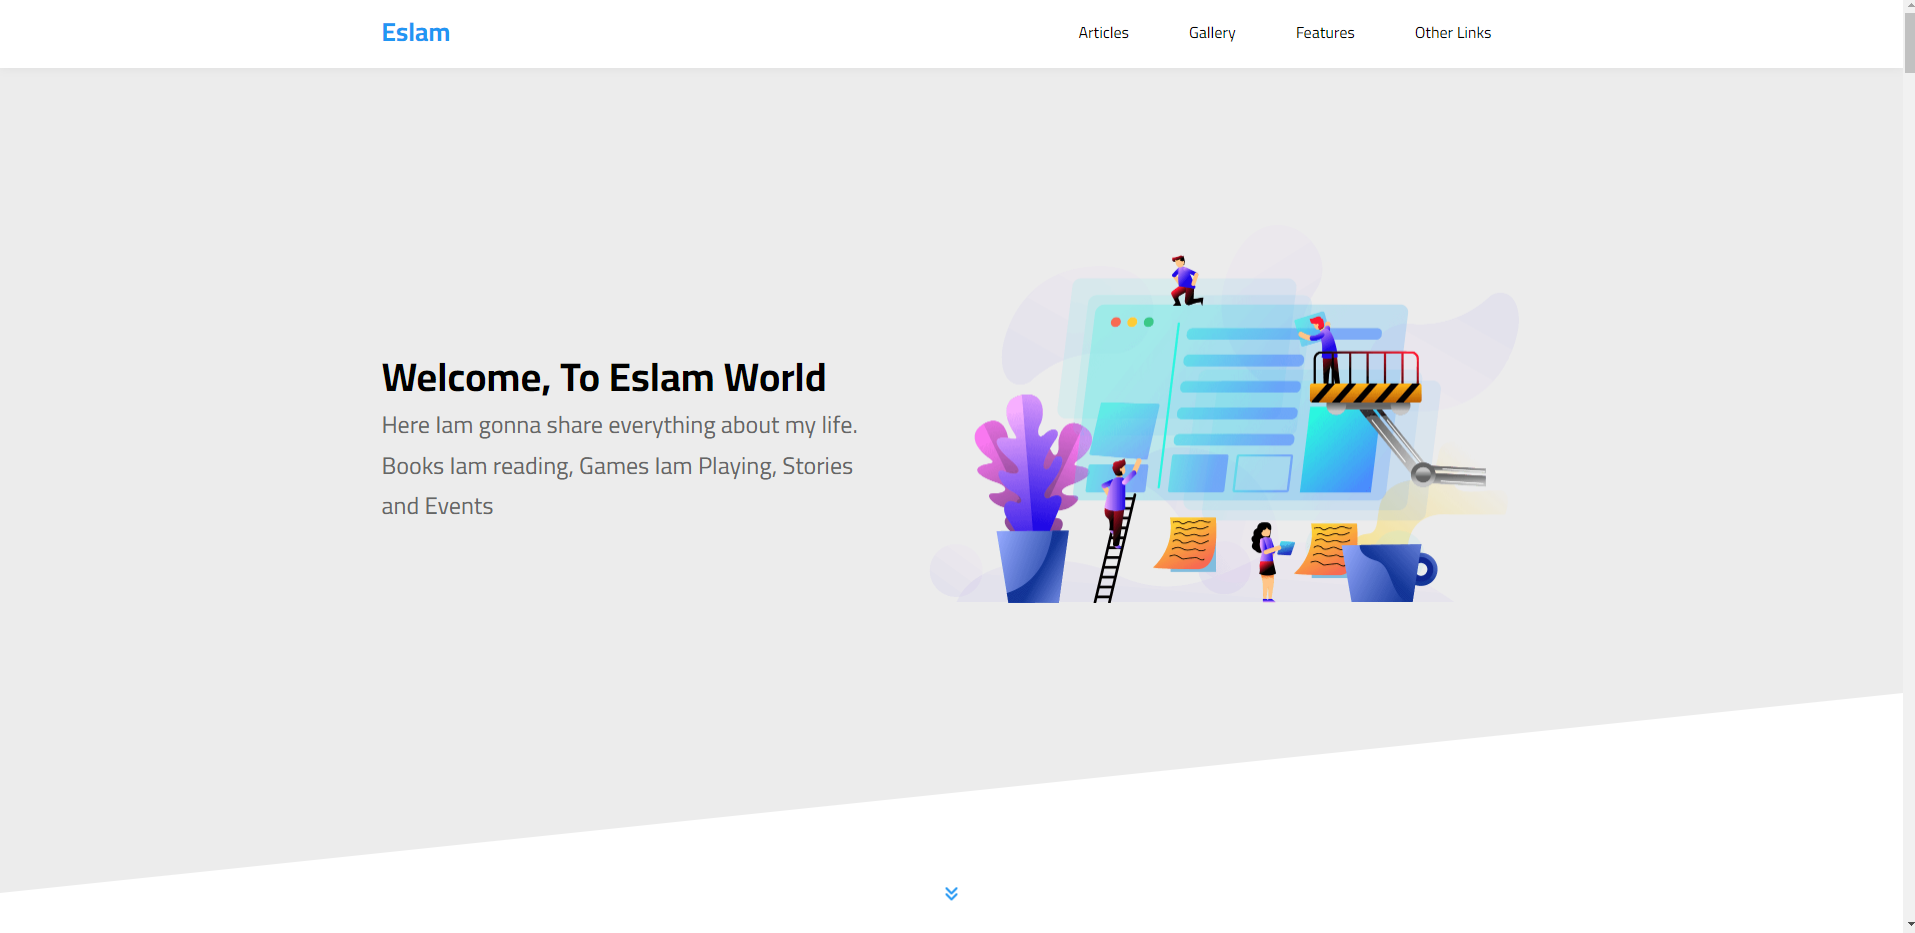 Eslam
Articles
Gallery
Features
Other Links
Welcome, To Eslam World
Here Iam gonna share everything about my life.
Books Iam reading, Games Iam Playing, Stories
and Events